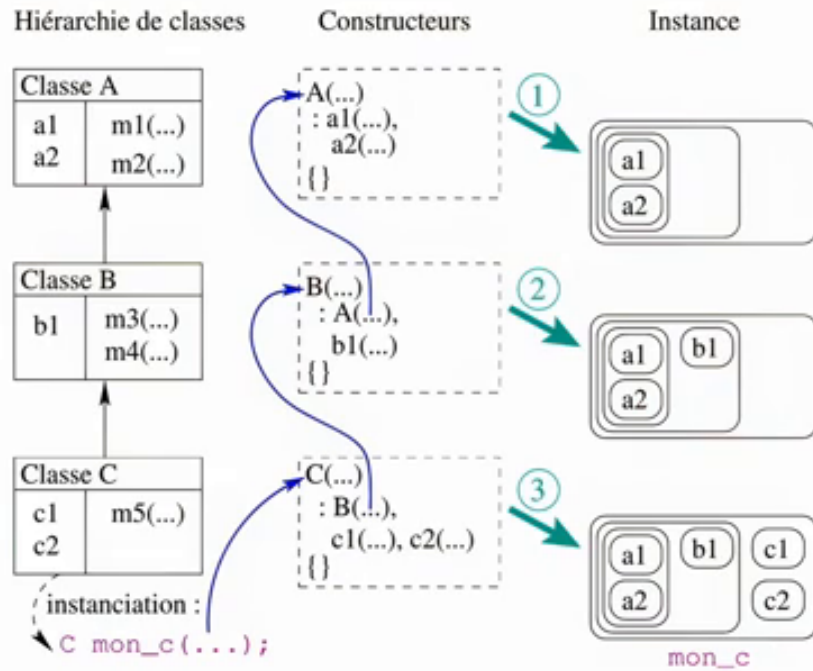 Hiérarchie de classes
Constructeurs
Instance
Classe A
a1
a2
m1(...)
m2(...)
A(...)
: a1(...),
a2(...)
{}
1
a1
a2
Classe B
b1
m3(...)
m4(...)
B(...)
: A(...),
b1(...)
{}
2
a1
a2
b1
Classe C
c1
c2
m5(...)
C(...)
: B(...),
c1(...), c2(...)
{}
3
a1
a2
b1
c1
c2
instanciation :
C mon_c(...);
mon_c